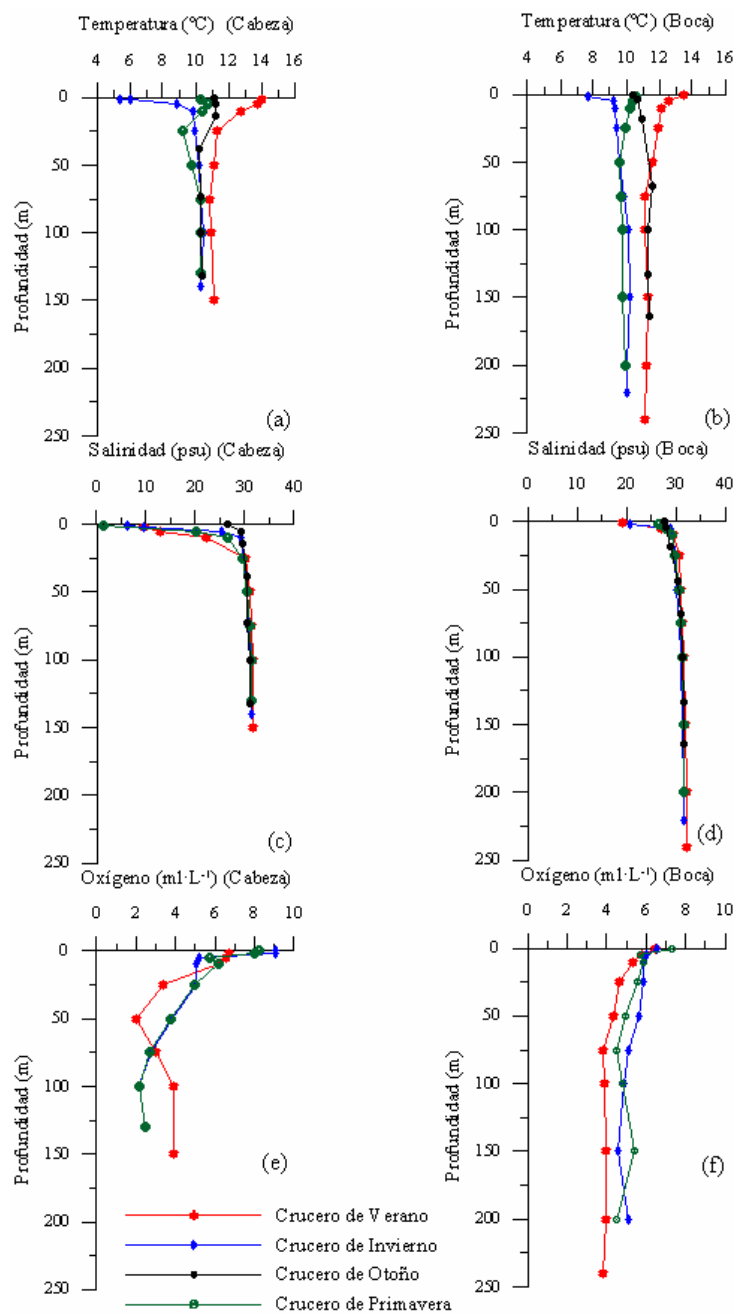 Temperatura (ºC) (Cabeza)
4 6 8 10 12 14 16
0
50
100
150
200
250
Profundidad (m)
(a)
Temperatura (ºC) (Boca)
4 6 8 10 12 14 16
0
50
100
150
200
250
Profundidad (m)
(b)
Salinidad (psu) (Cabeza)
0 10 20 30 40
0
50
100
150
200
250
Profundidad (m)
(c)
Salinidad (psu) (Boca)
0 10 20 30 40
0
50
100
150
200
250
Profundidad (m)
(d)
Oxígeno (ml·L⁻¹) (Cabeza)
0 2 4 6 8 10
0
50
100
150
200
250
Profundidad (m)
(e)
Oxígeno (ml·L⁻¹) (Boca)
0 2 4 6 8 10
0
50
100
150
200
250
Profundidad (m)
(f)
Crucero de Verano
Crucero de Invierno
Crucero de Otoño
Crucero de Primavera